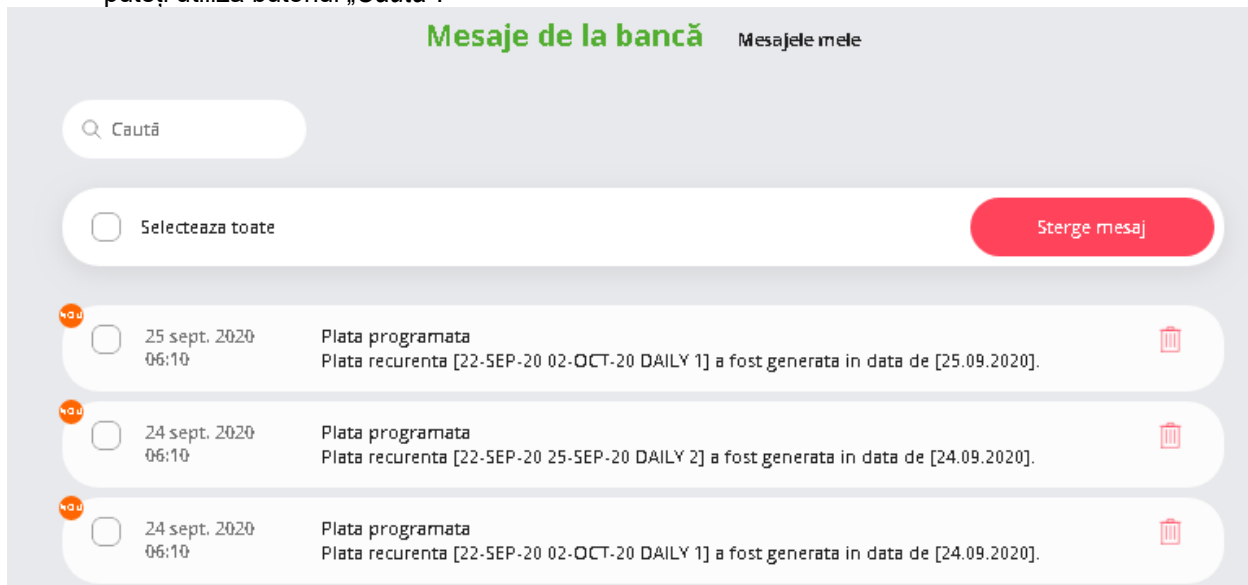 puteți utiliza butonul „Caută”.
Mesaje de la bancă Mesajele mele
Caută
Selecteaza toate
Sterge mesaj
nou
25 sept. 2020
06:10
Plata programata
Plata recurenta [22-SEP-20 02-OCT-20 DAILY 1] a fost generata in data de [25.09.2020].
nou
24 sept. 2020
06:10
Plata programata
Plata recurenta [22-SEP-20 25-SEP-20 DAILY 2] a fost generata in data de [24.09.2020].
nou
24 sept. 2020
06:10
Plata programata
Plata recurenta [22-SEP-20 02-OCT-20 DAILY 1] a fost generata in data de [24.09.2020].